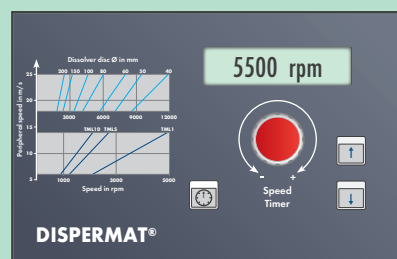 Dissolver disc Ø in mm
200 150 100 80 60 50 40
Peripheral speed in m/s
25
20
15
10
5
3000 6000 9000 12000
TML10 TML5 TML1
1000 3000 5000
Speed in rpm
5500 rpm
- +
Speed
Timer
↑
↓
DISPERMAT®